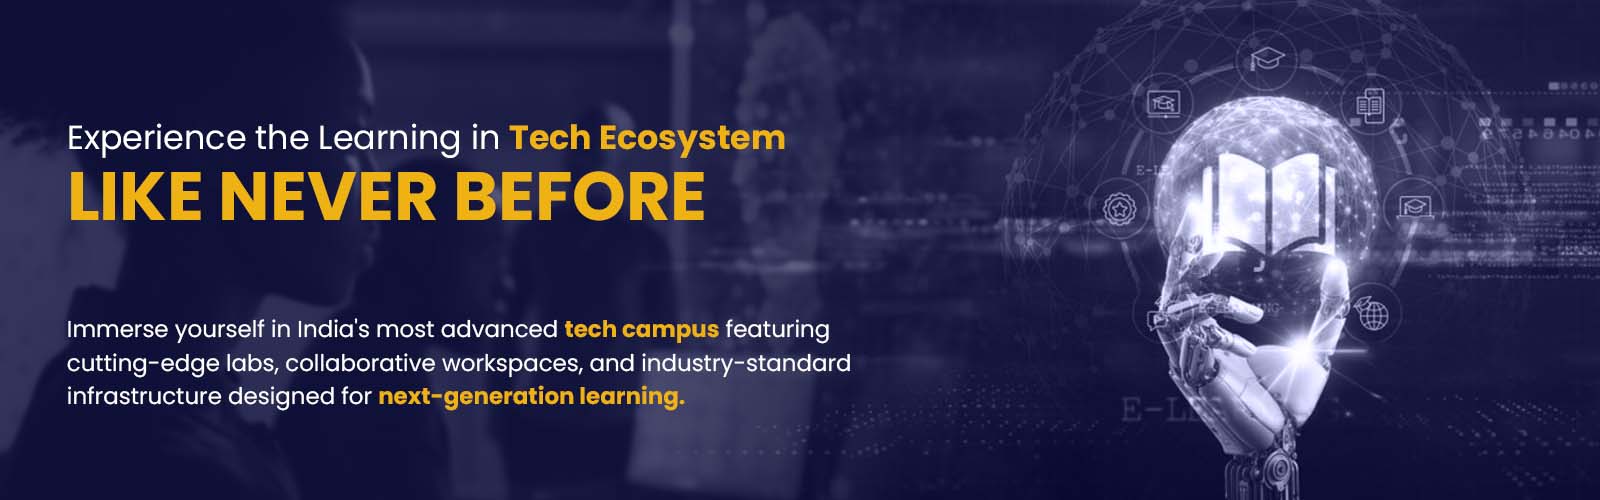 Experience the Learning in Tech Ecosystem
LIKE NEVER BEFORE
Immerse yourself in India's most advanced tech campus featuring
cutting-edge labs, collaborative workspaces, and industry-standard
infrastructure designed for next-generation learning.